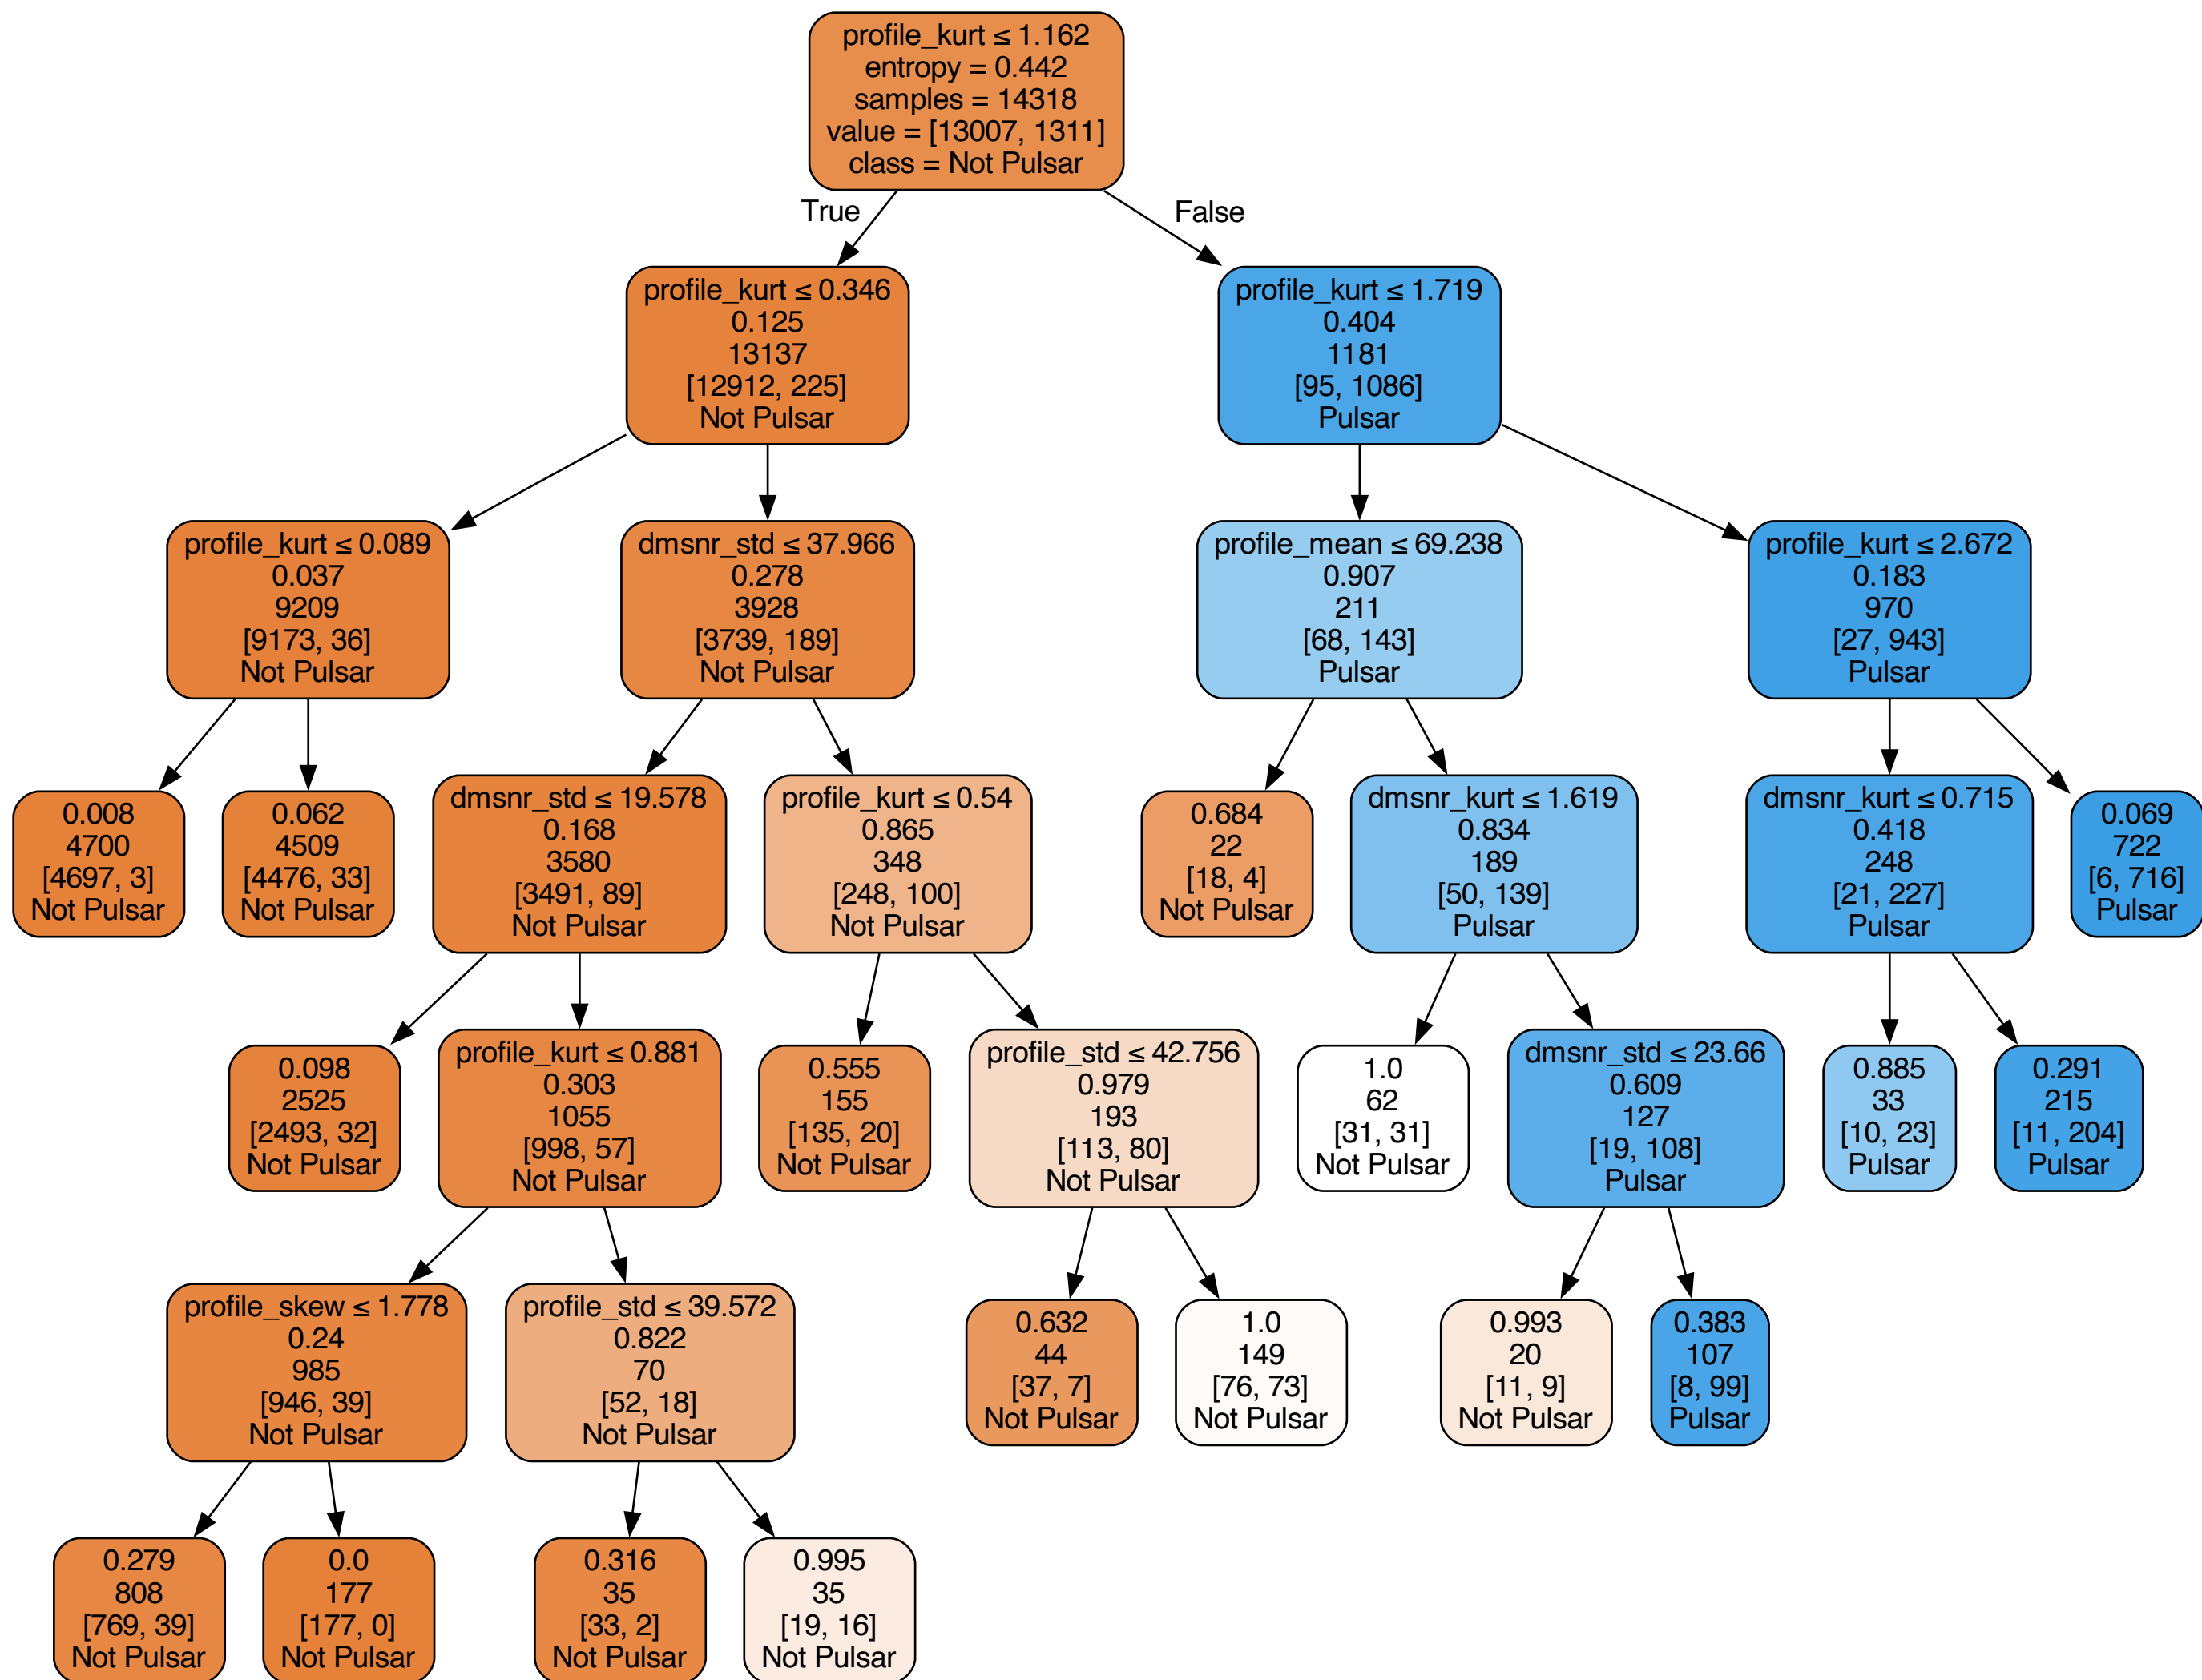 profile_kurt ≤ 1.162
entropy = 0.442
samples = 14318
value = [13007, 1311]
class = Not Pulsar
True
False
profile_kurt ≤ 0.346
0.125
13137
[12912, 225]
Not Pulsar
profile_kurt ≤ 1.719
0.404
1181
[95, 1086]
Pulsar
profile_kurt ≤ 0.089
0.037
9209
[9173, 36]
Not Pulsar
dmsnr_std ≤ 37.966
0.278
3928
[3739, 189]
Not Pulsar
profile_mean ≤ 69.238
0.907
211
[68, 143]
Pulsar
profile_kurt ≤ 2.672
0.183
970
[27, 943]
Pulsar
0.008
4700
[4697, 3]
Not Pulsar
0.062
4509
[4476, 33]
Not Pulsar
dmsnr_std ≤ 19.578
0.168
3580
[3491, 89]
Not Pulsar
profile_kurt ≤ 0.54
0.865
348
[248, 100]
Not Pulsar
0.684
22
[18, 4]
Not Pulsar
dmsnr_kurt ≤ 1.619
0.834
189
[50, 139]
Pulsar
dmsnr_kurt ≤ 0.715
0.418
248
[21, 227]
Pulsar
0.069
722
[6, 716]
Pulsar
0.098
2525
[2493, 32]
Not Pulsar
profile_kurt ≤ 0.881
0.303
1055
[998, 57]
Not Pulsar
0.555
155
[135, 20]
Not Pulsar
profile_std ≤ 42.756
0.979
193
[113, 80]
Not Pulsar
1.0
62
[31, 31]
Not Pulsar
dmsnr_std ≤ 23.66
0.609
127
[19, 108]
Pulsar
0.885
33
[10, 23]
Pulsar
0.291
215
[11, 204]
Pulsar
profile_skew ≤ 1.778
0.24
985
[946, 39]
Not Pulsar
profile_std ≤ 39.572
0.822
70
[52, 18]
Not Pulsar
0.632
44
[37, 7]
Not Pulsar
1.0
149
[76, 73]
Not Pulsar
0.993
20
[11, 9]
Not Pulsar
0.383
107
[8, 99]
Pulsar
0.279
808
[769, 39]
Not Pulsar
0.0
177
[177, 0]
Not Pulsar
0.316
35
[33, 2]
Not Pulsar
0.995
35
[19, 16]
Not Pulsar